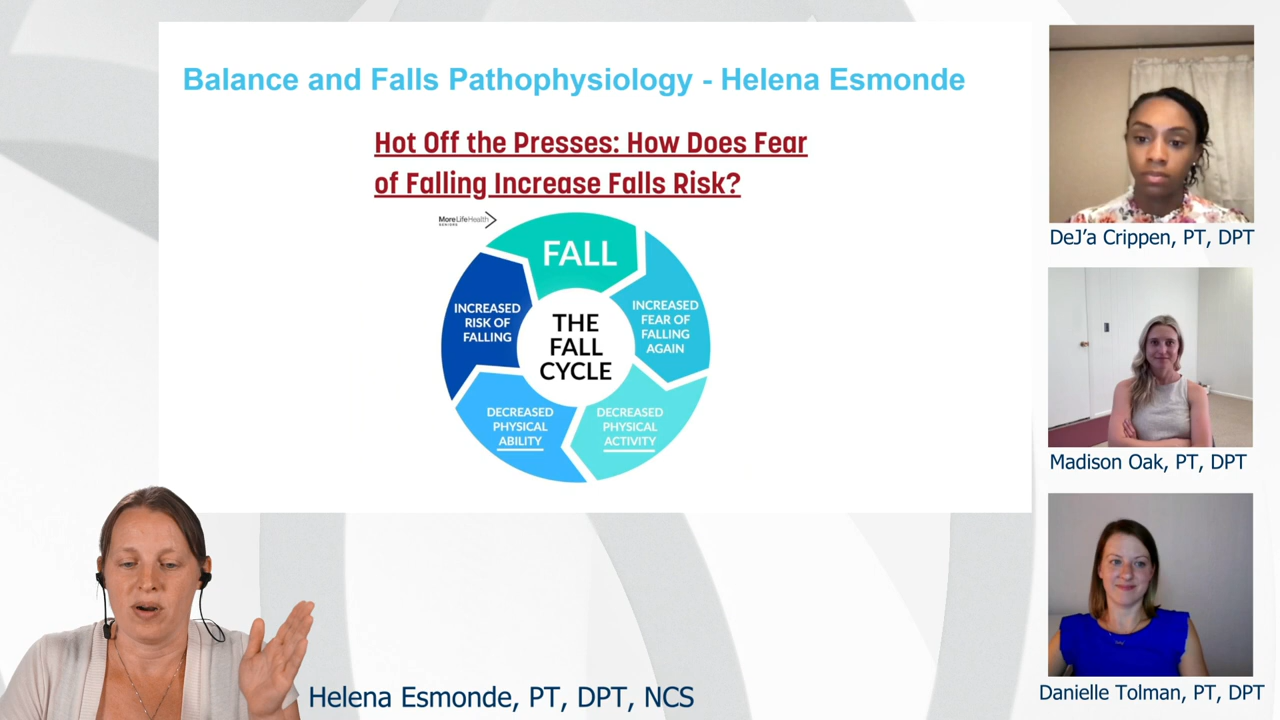 Balance and Falls Pathophysiology - Helena Esmonde
Hot Off the Presses: How Does Fear
of Falling Increase Falls Risk?
MoreLifeHealth
SENIORS
FALL
INCREASED
FEAR OF
FALLING
AGAIN
DECREASED
PHYSICAL
ACTIVITY
DECREASED
PHYSICAL
ABILITY
INCREASED
RISK OF
FALLING
THE
FALL
CYCLE
DeJ’a Crippen, PT, DPT
Madison Oak, PT, DPT
Danielle Tolman, PT, DPT
Helena Esmonde, PT, DPT, NCS